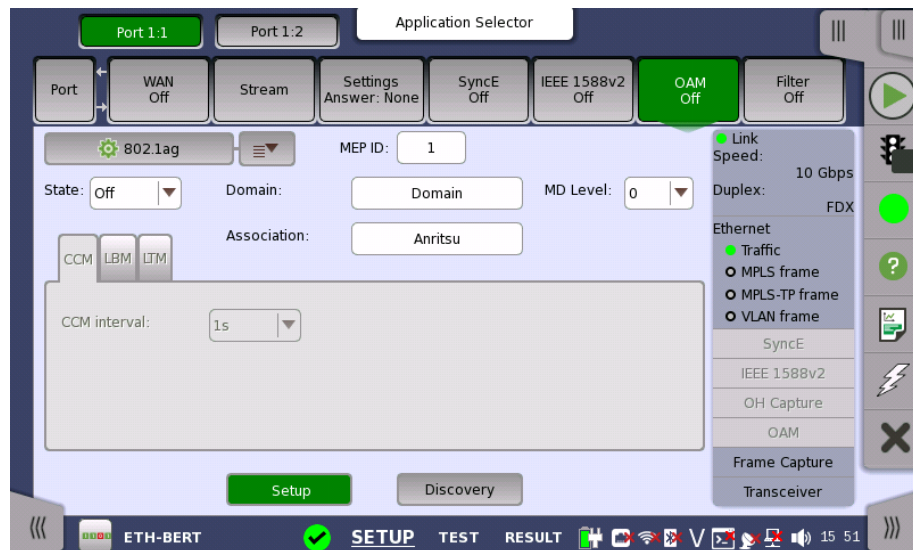 Application Selector
Port 1:1
Port 1:2
Port
WAN
Off
Stream
Settings
Answer: None
SyncE
Off
IEEE 1588v2
Off
OAM
Off
Filter
Off
802.1ag
MEP ID:
1
State:
Off
Domain:
Domain
MD Level:
0
Association:
Anritsu
CCM
LBM
LTM
CCM interval:
1s
Setup
Discovery
Link
Speed:
10 Gbps
Duplex:
FDX
Ethernet
Traffic
MPLS frame
MPLS-TP frame
VLAN frame
SyncE
IEEE 1588v2
OH Capture
OAM
Frame Capture
Transceiver
ETH-BERT
SETUP
TEST
RESULT
V
15 51